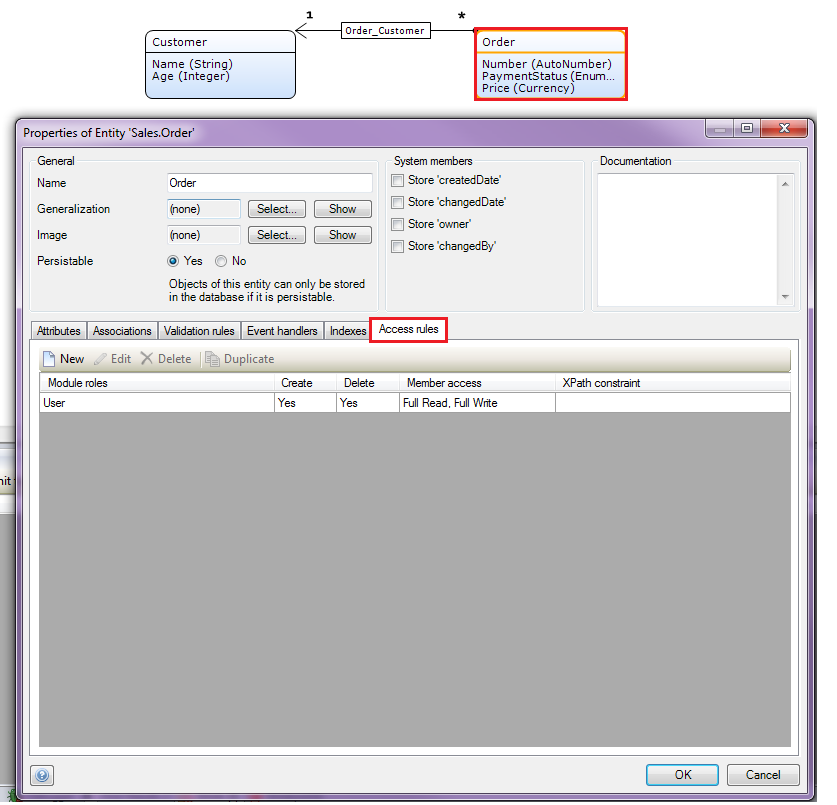 1
*
Order_Customer
Customer
Name (String)
Age (Integer)
Order
Number (AutoNumber)
PaymentStatus (Enum...
Price (Currency)
Properties of Entity 'Sales.Order'
General
Name
Order
Generalization
(none)
Select...
Show
Image
(none)
Select...
Show
Persistable
Yes
No
Objects of this entity can only be stored
in the database if it is persistable.
System members
Store 'createdDate'
Store 'changedDate'
Store 'owner'
Store 'changedBy'
Documentation
Attributes Associations Validation rules Event handlers Indexes Access rules
New Edit Delete Duplicate
Module roles Create Delete Member access XPath constraint
User Yes Yes Full Read, Full Write
OK Cancel